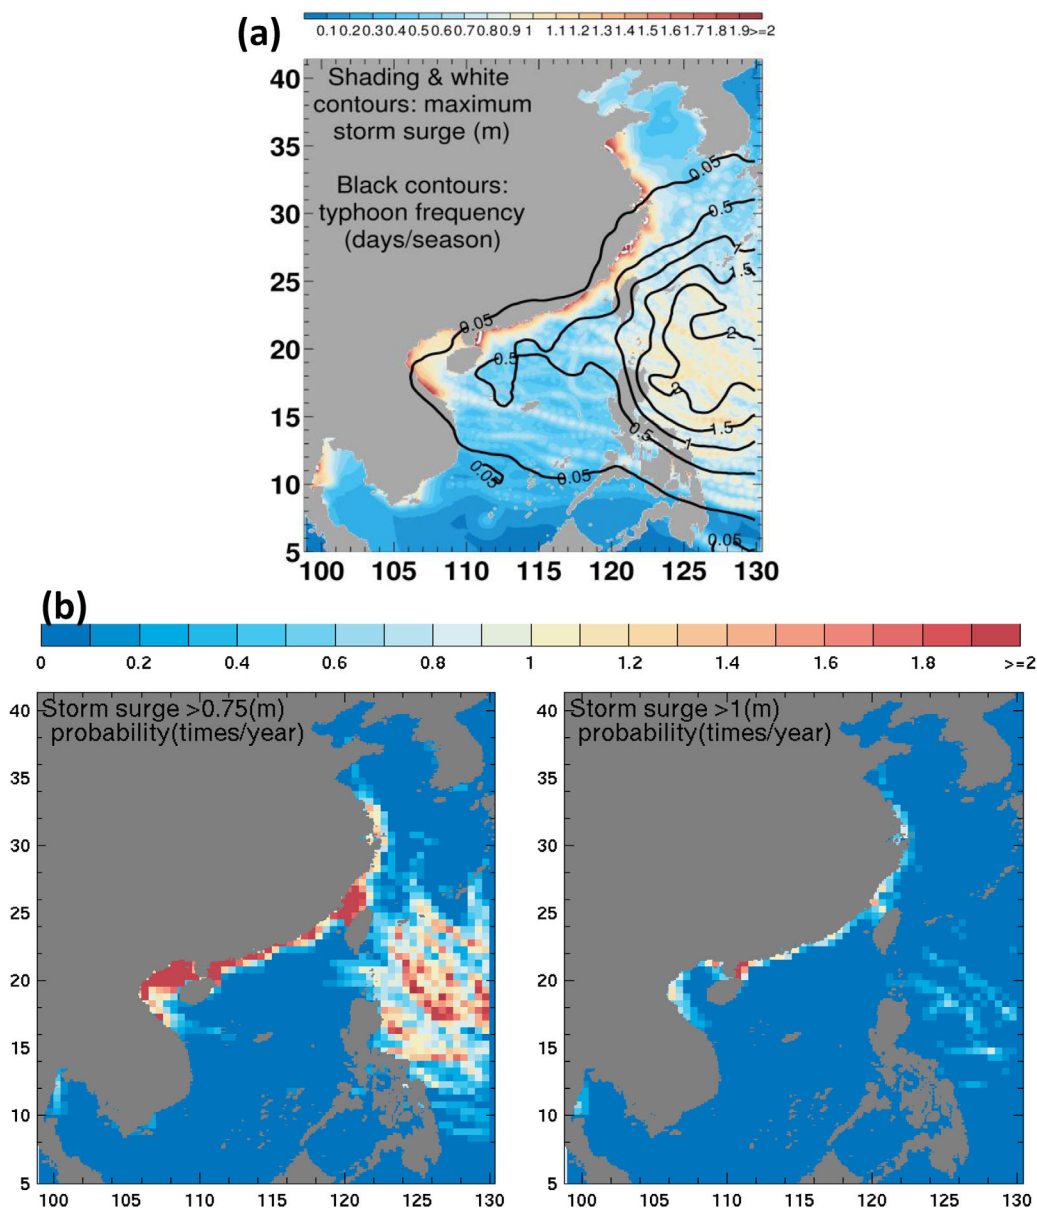 (a)
0.1 0.2 0.3 0.4 0.5 0.6 0.7 0.8 0.9 1 1.1 1.2 1.3 1.4 1.5 1.6 1.7 1.8 1.9 >=2
Shading & white
contours: maximum
storm surge (m)
Black contours:
typhoon frequency
(days/season)
40
35
30
25
20
15
10
5
0.05
0.5
1
1.5
2
0.05
0.5
2
1.5
0.5
1
0.05
0.05
0.05
100 105 110 115 120 125 130
(b)
0 0.2 0.4 0.6 0.8 1 1.2 1.4 1.6 1.8 >=2
Storm surge >0.75(m)
probability(times/year)
40
35
30
25
20
15
10
5
100 105 110 115 120 125 130
Storm surge >1(m)
probability(times/year)
40
35
30
25
20
15
10
5
100 105 110 115 120 125 130